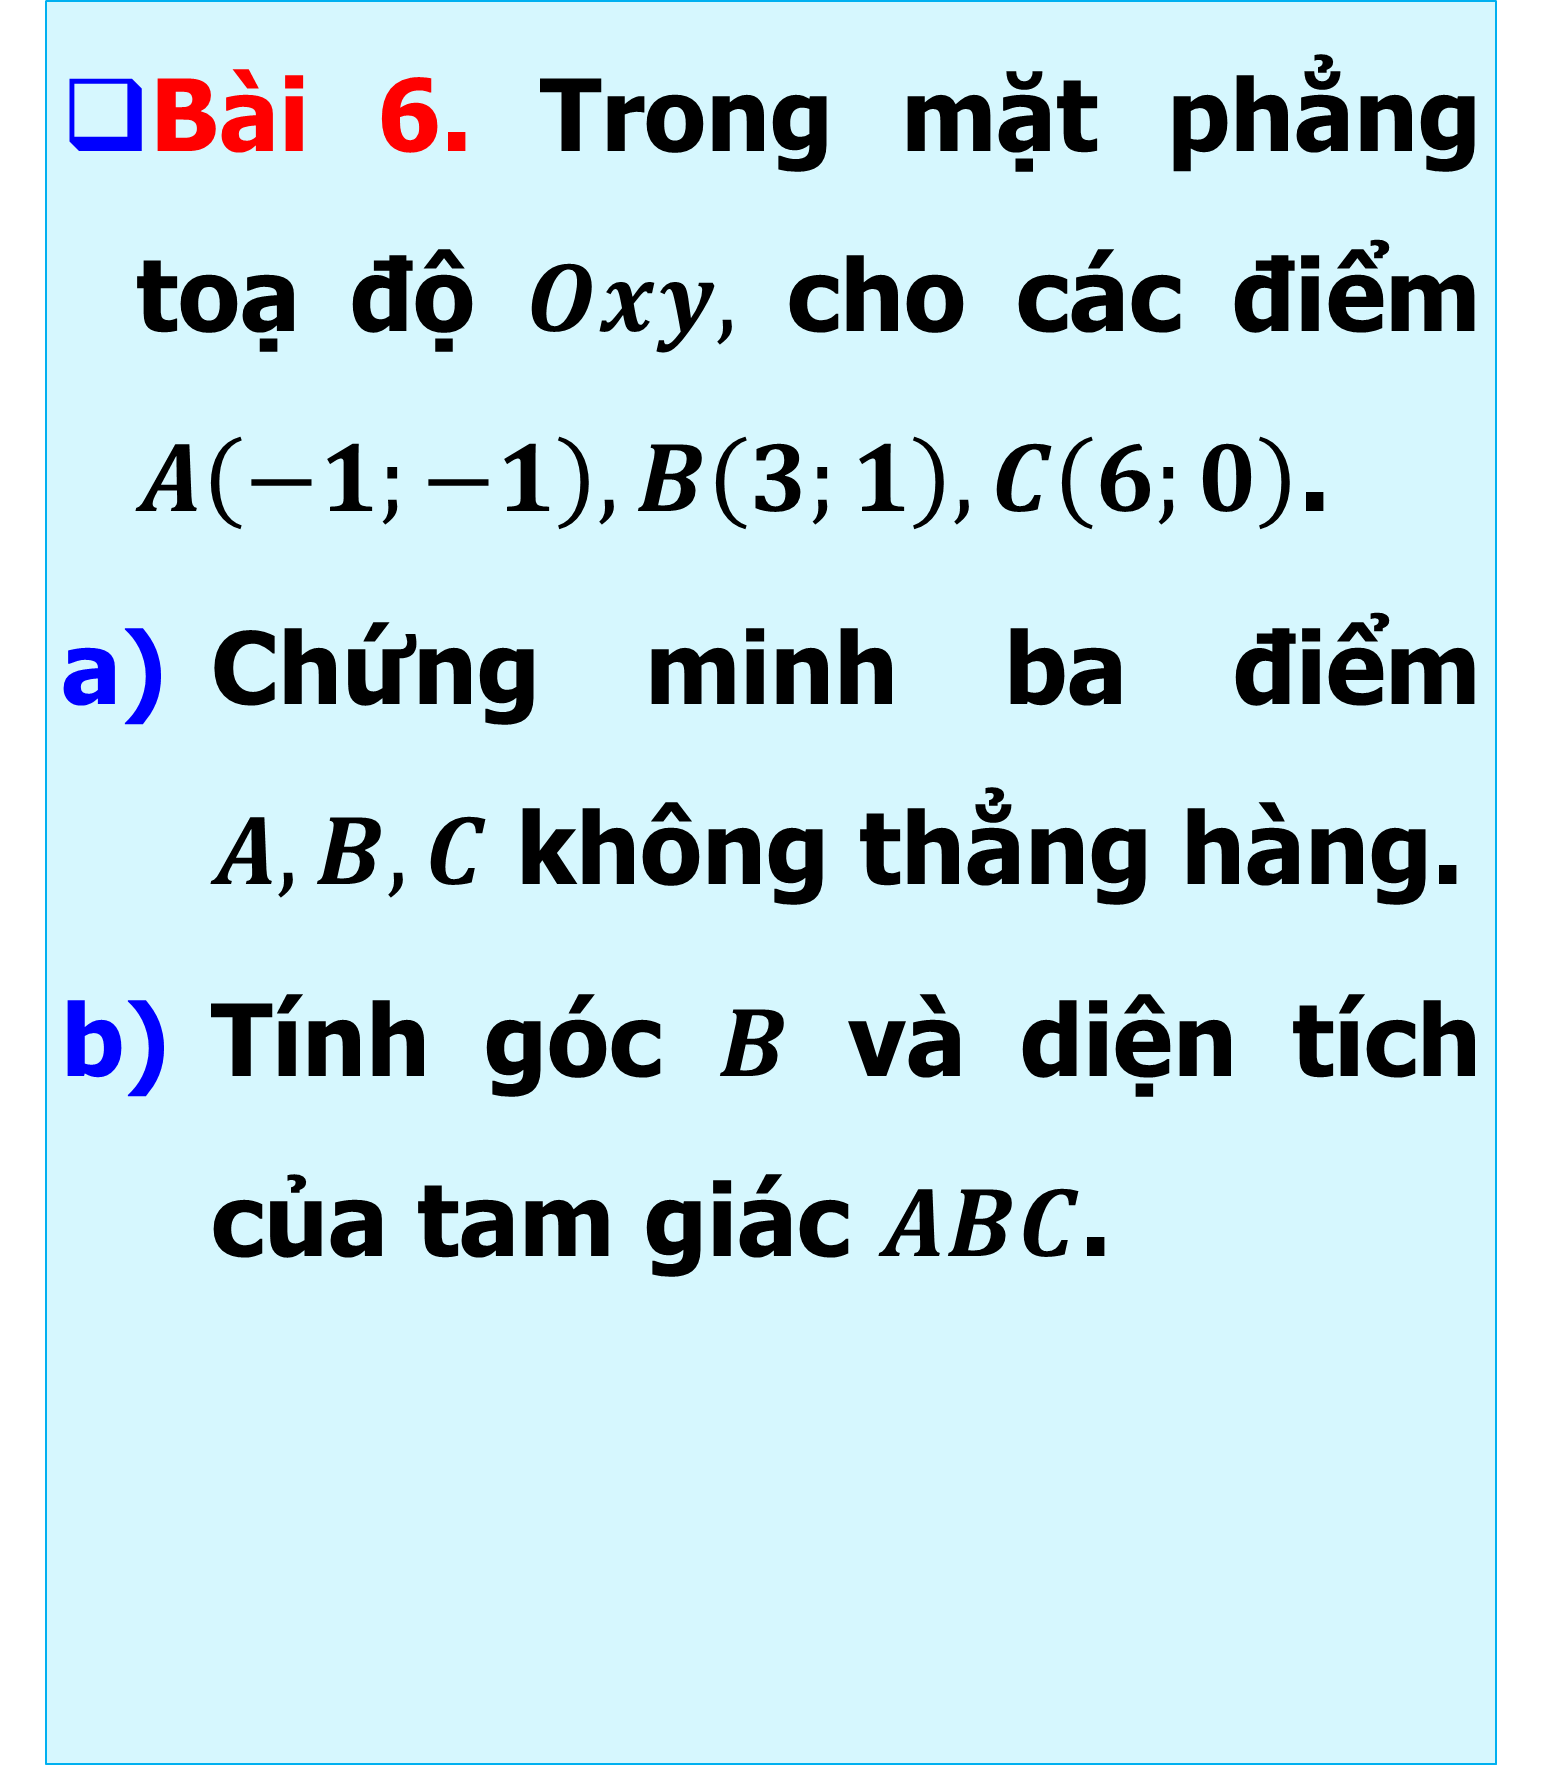 ❑Bài 6. Trong mặt phẳng
toạ độ Oxy, cho các điểm
A(−1; −1), B(3; 1), C(6; 0).
a) Chứng minh ba điểm
A, B, C không thẳng hàng.
b) Tính góc B và diện tích
của tam giác ABC.